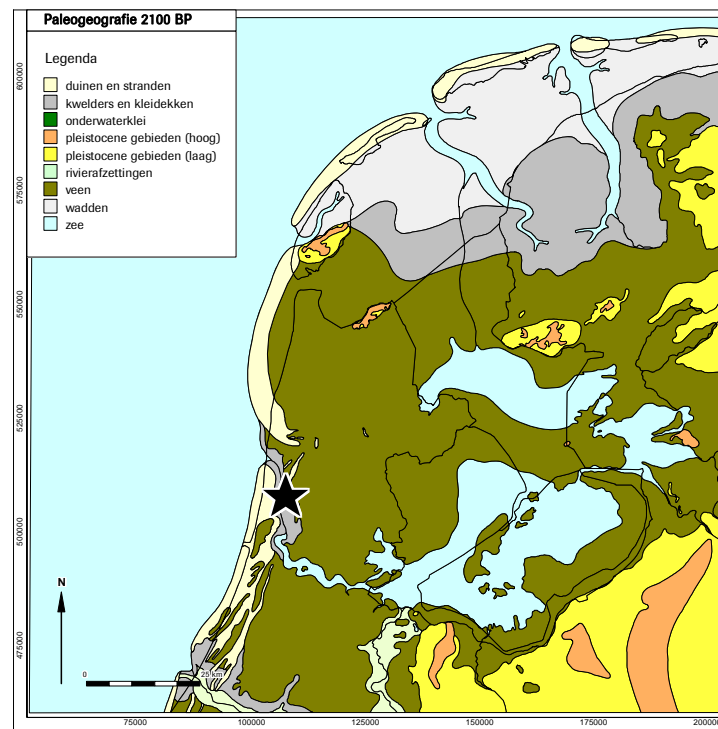 Paleogeografie 2100 BP
Legenda
duinen en stranden
kwelders en kleidekken
onderwaterklei
pleistocene gebieden (hoog)
pleistocene gebieden (laag)
rivierafzettingen
veen
wadden
zee
600000
575000
550000
525000
500000
475000
N
0
25 km
75000
100000
125000
150000
175000
200000